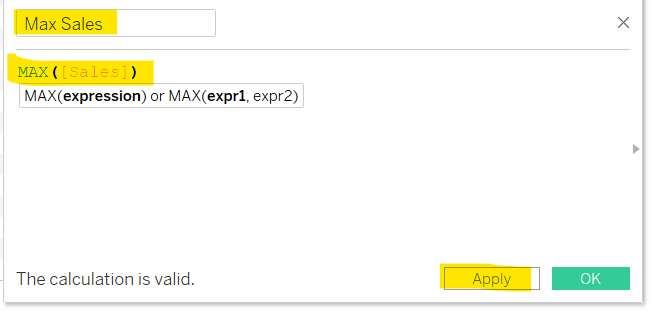 Max Sales
MAX([Sales])
MAX(expression) or MAX(expr1, expr2)
The calculation is valid.
Apply
OK